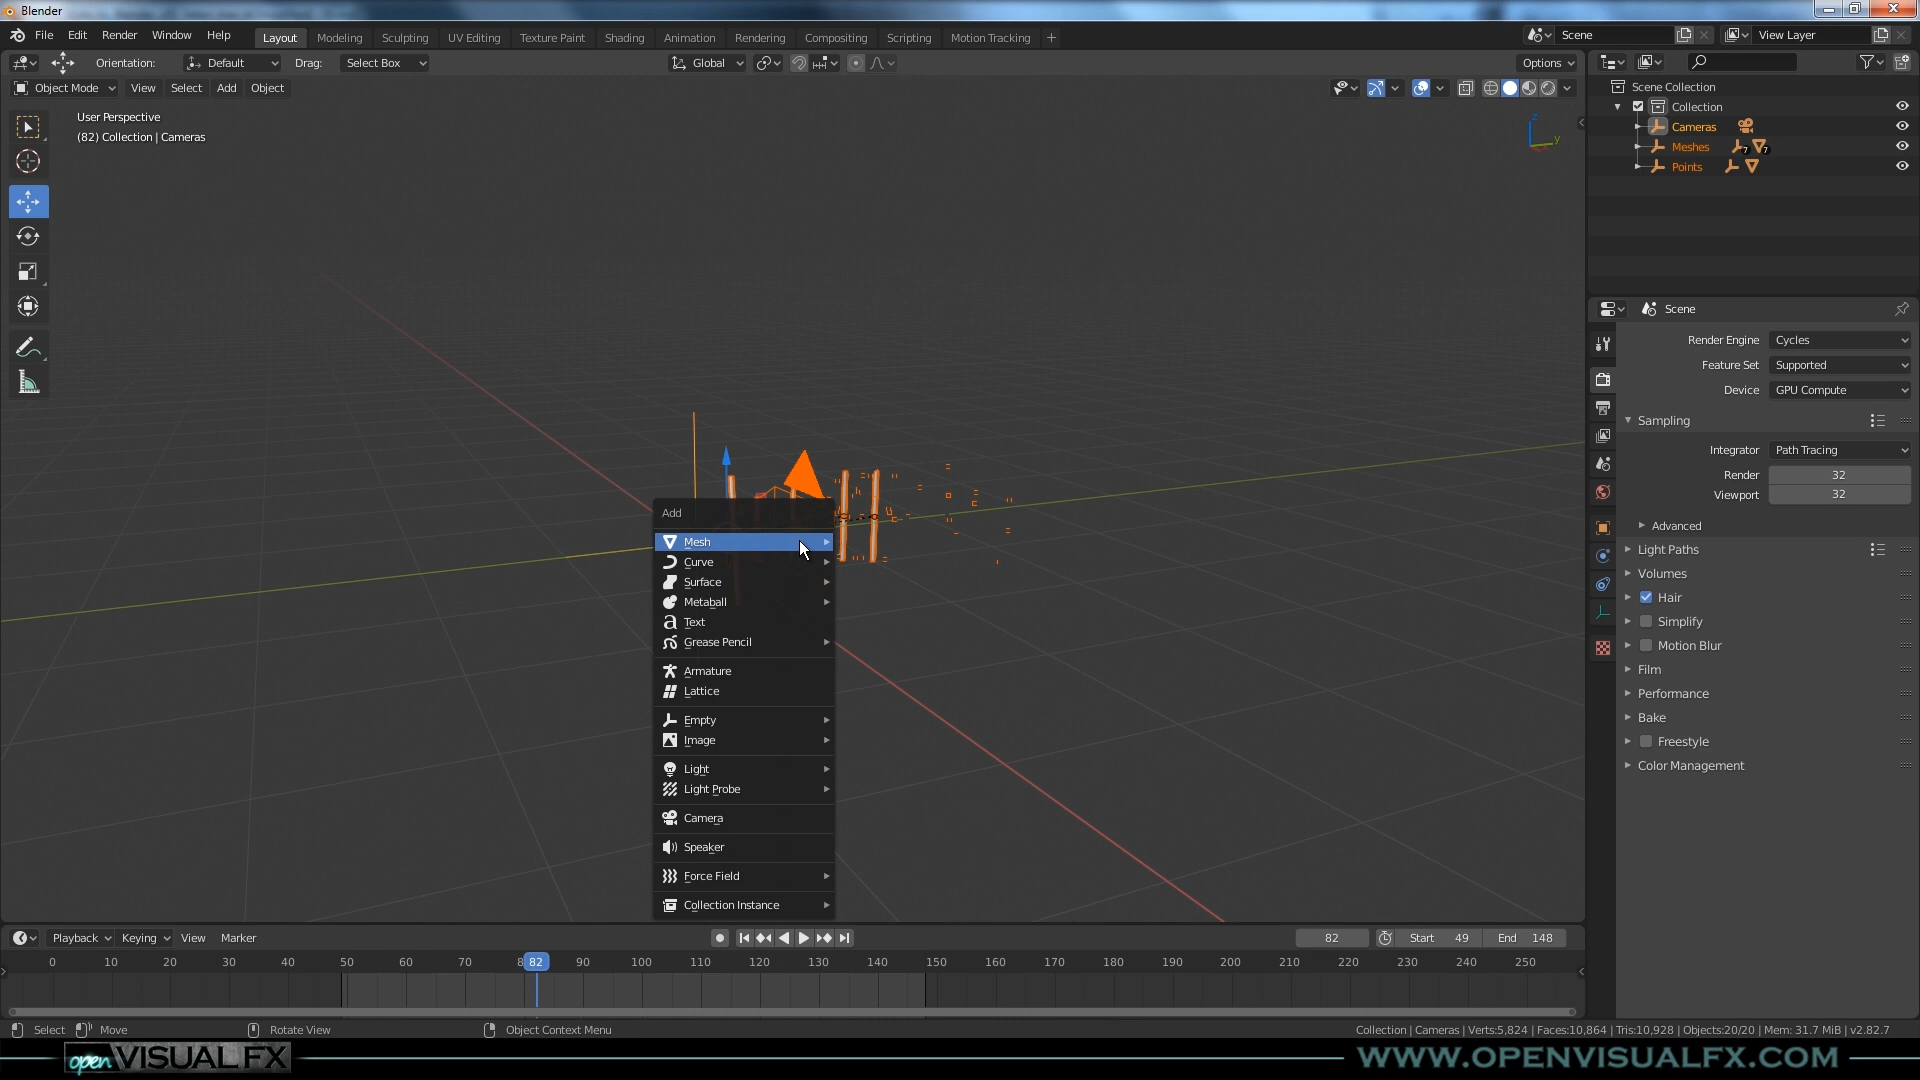 Blender
File Edit Render Window Help Layout Modeling Sculpting UV Editing Texture Paint Shading Animation Rendering Compositing Scripting Motion Tracking + Scene View Layer
Orientation: Default Drag: Select Box Global Options
Object Mode View Select Add Object
User Perspective
(82) Collection | Cameras
z
y
Scene Collection
Collection
Cameras
Meshes 7 7
Points
Scene
Render Engine Cycles
Feature Set Supported
Device GPU Compute
Sampling
Integrator Path Tracing
Render 32
Viewport 32
Advanced
Light Paths
Volumes
Hair
Simplify
Motion Blur
Film
Performance
Bake
Freestyle
Color Management
Add
Mesh
Curve
Surface
Metaball
Text
Grease Pencil
Armature
Lattice
Empty
Image
Light
Light Probe
Camera
Speaker
Force Field
Collection Instance
Playback Keying View Marker 82 Start 49 End 148
0 10 20 30 40 50 60 70 8 82 90 100 110 120 130 140 150 160 170 180 190 200 210 220 230 240 250
Select Move Rotate View Object Context Menu Collection | Cameras | Verts:5,824 | Faces:10,864 | Tris:10,928 | Objects:20/20 | Mem: 31.7 MiB | v2.82.7
open VISUALFX WWW.OPENVISUALFX.COM